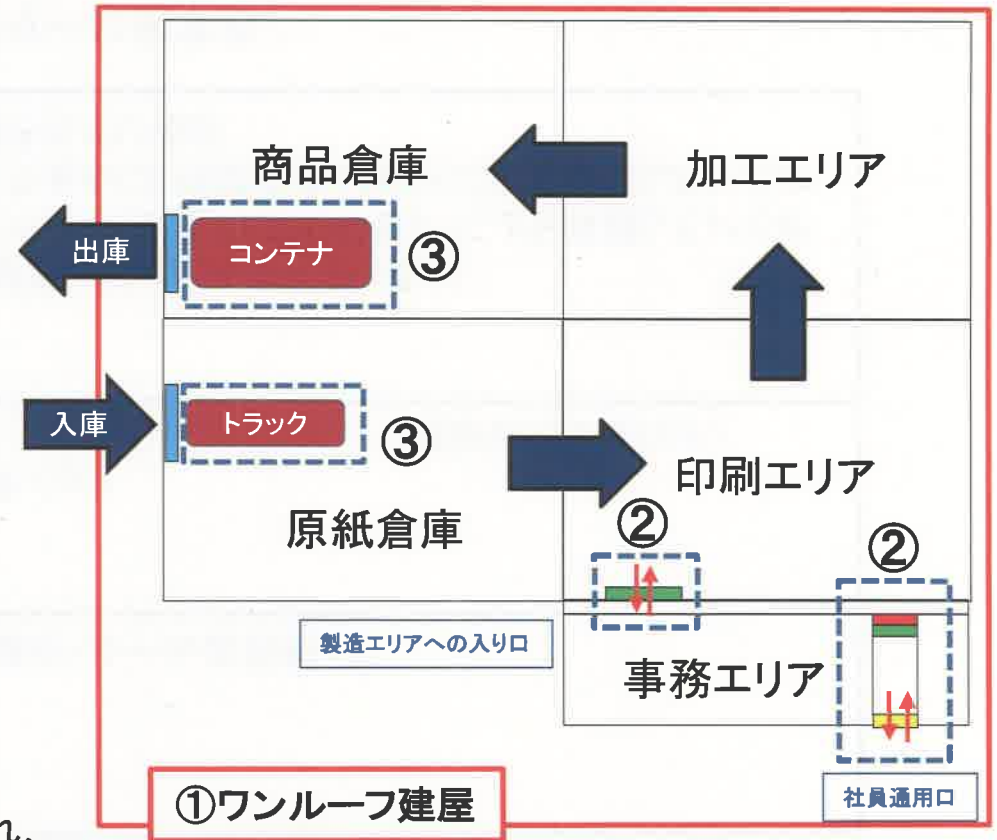 商品倉庫
加工エリア
出庫
コンテナ
③
入庫
トラック
③
印刷エリア
原紙倉庫
②
②
製造エリアへの入り口
事務エリア
社員通用口
①ワンルーフ建屋